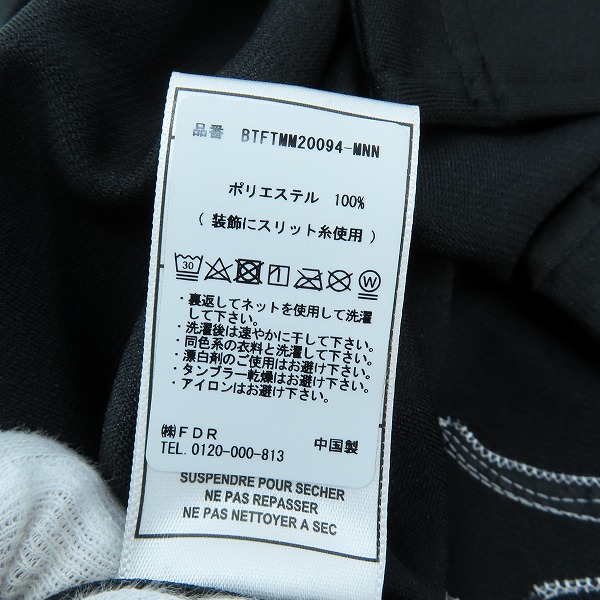 品番 BTFTMM20094-MNN
ポリエステル 100%
( 装飾にスリット糸使用 )
30 W
・裏返してネットを使用して洗濯
して下さい。
・洗濯後は速やかに干して下さい。
・同色系の衣料と洗濯して下さい。
・漂白剤のご使用はお避け下さい。
・タンブラー乾燥はお避け下さい。
・アイロンはお避け下さい。
㈱FDR 中国製
TEL. 0120-000-813
SUSPENDRE POUR SECHER
NE PAS REPASSER
NE PAS NETTOYER A SEC